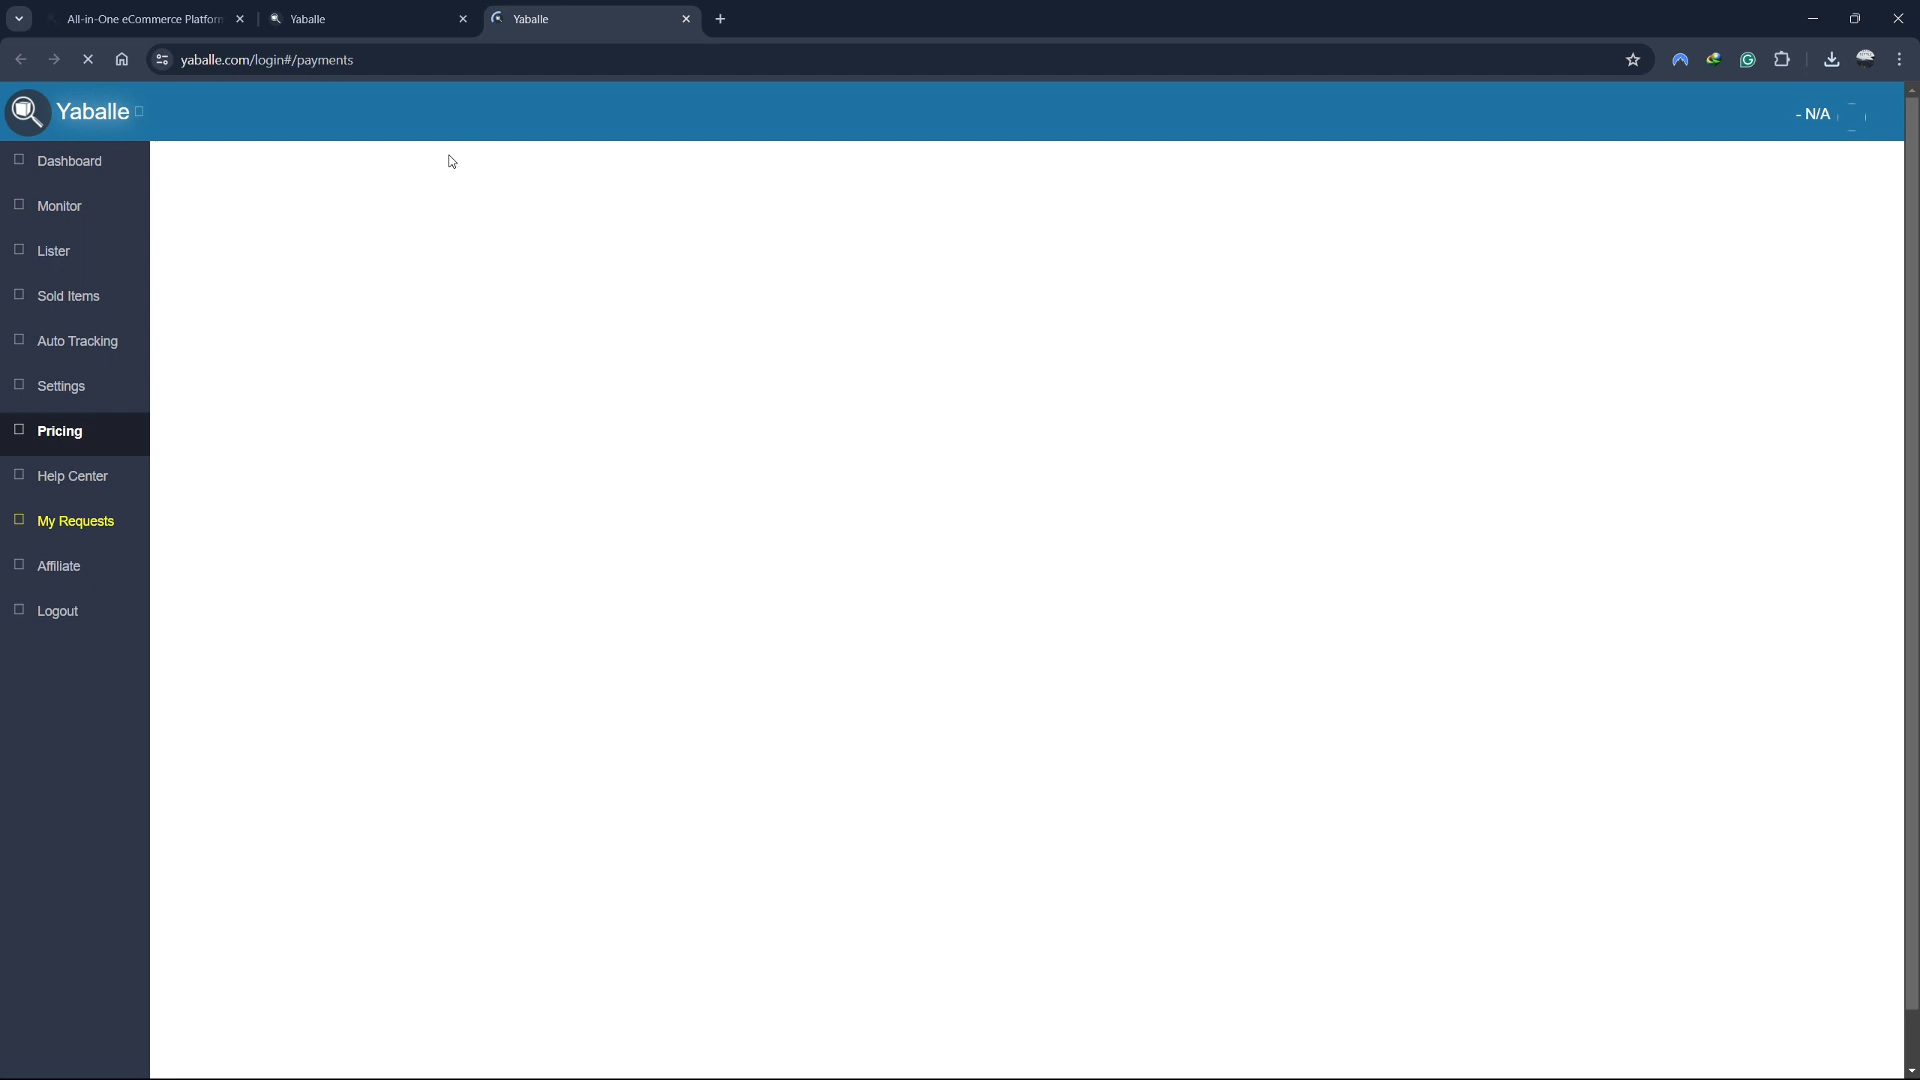 All-in-One eCommerce Platform
Yaballe
Yaballe
yaballe.com/login#/payments
Yaballe
- N/A
Dashboard
Monitor
Lister
Sold Items
Auto Tracking
Settings
Pricing
Help Center
My Requests
Affiliate
Logout